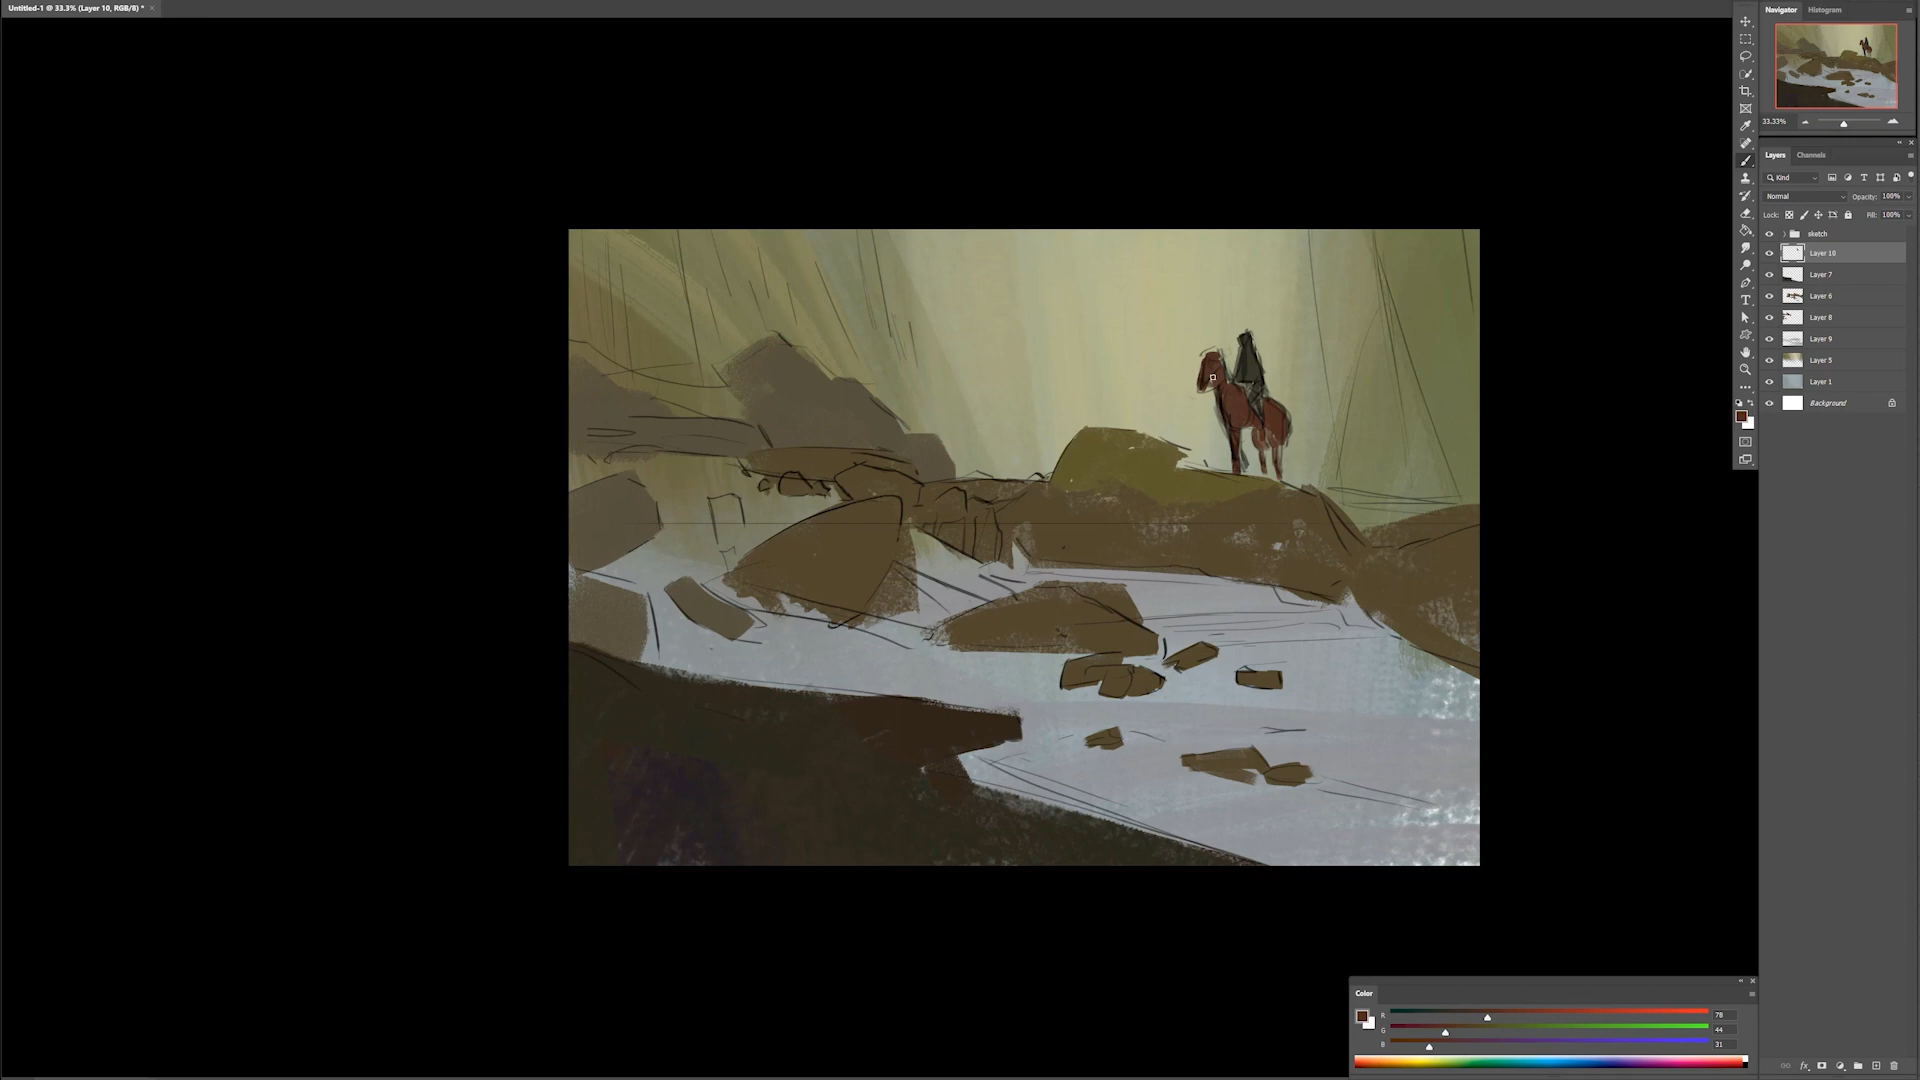 Untitled-1 @ 33.3% (Layer 10, RGB/8) *
Navigator
Histogram
33.33%
Layers
Channels
Kind
Normal
Opacity: 100%
Lock:
Fill: 100%
sketch
Layer 10
Layer 7
Layer 6
Layer 8
Layer 9
Layer 5
Layer 1
Background
Color
R 78
G 44
B 31